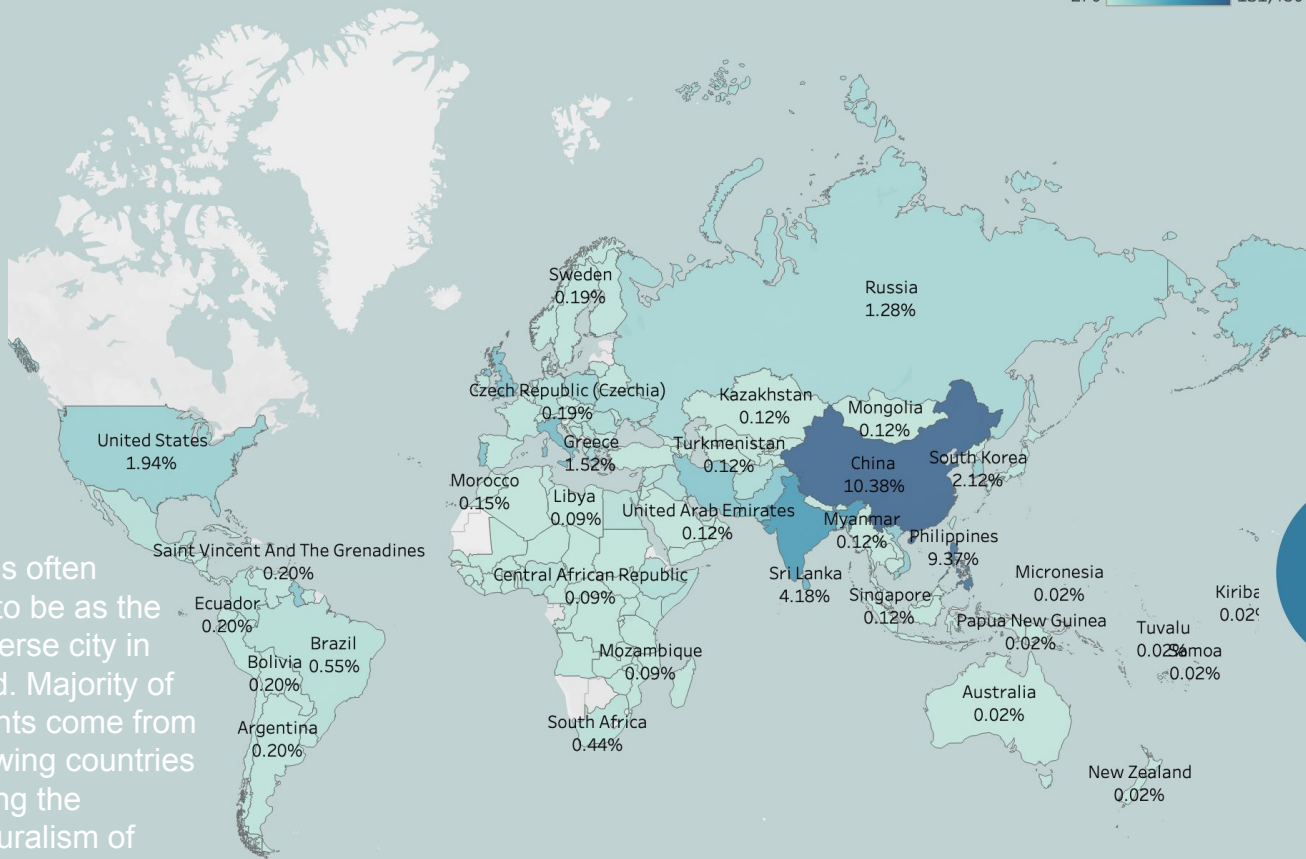 Sweden
0.19%
Russia
1.28%
Czech Republic (Czechia)
0.19%
Kazakhstan
0.12%
Mongolia
0.12%
United States
1.94%
Greece
1.52%
Turkmenistan
0.12%
China
10.38%
South Korea
2.12%
Morocco
0.15%
Libya
0.09%
United Arab Emirates
0.12%
Myanmar
0.12%
Philippines
9.37%
Saint Vincent And The Grenadines
0.20%
Central African Republic
0.09%
Sri Lanka
4.18%
Singapore
0.12%
Micronesia
0.02%
Ecuador
0.20%
Papua New Guinea
0.02%
Tuvalu
0.02%
Samoa
0.02%
Brazil
0.55%
Bolivia
0.20%
Mozambique
0.09%
Australia
0.02%
Argentina
0.20%
South Africa
0.44%
New Zealand
0.02%
often
to be as the
city in
Majority of
come from
countries
the
of